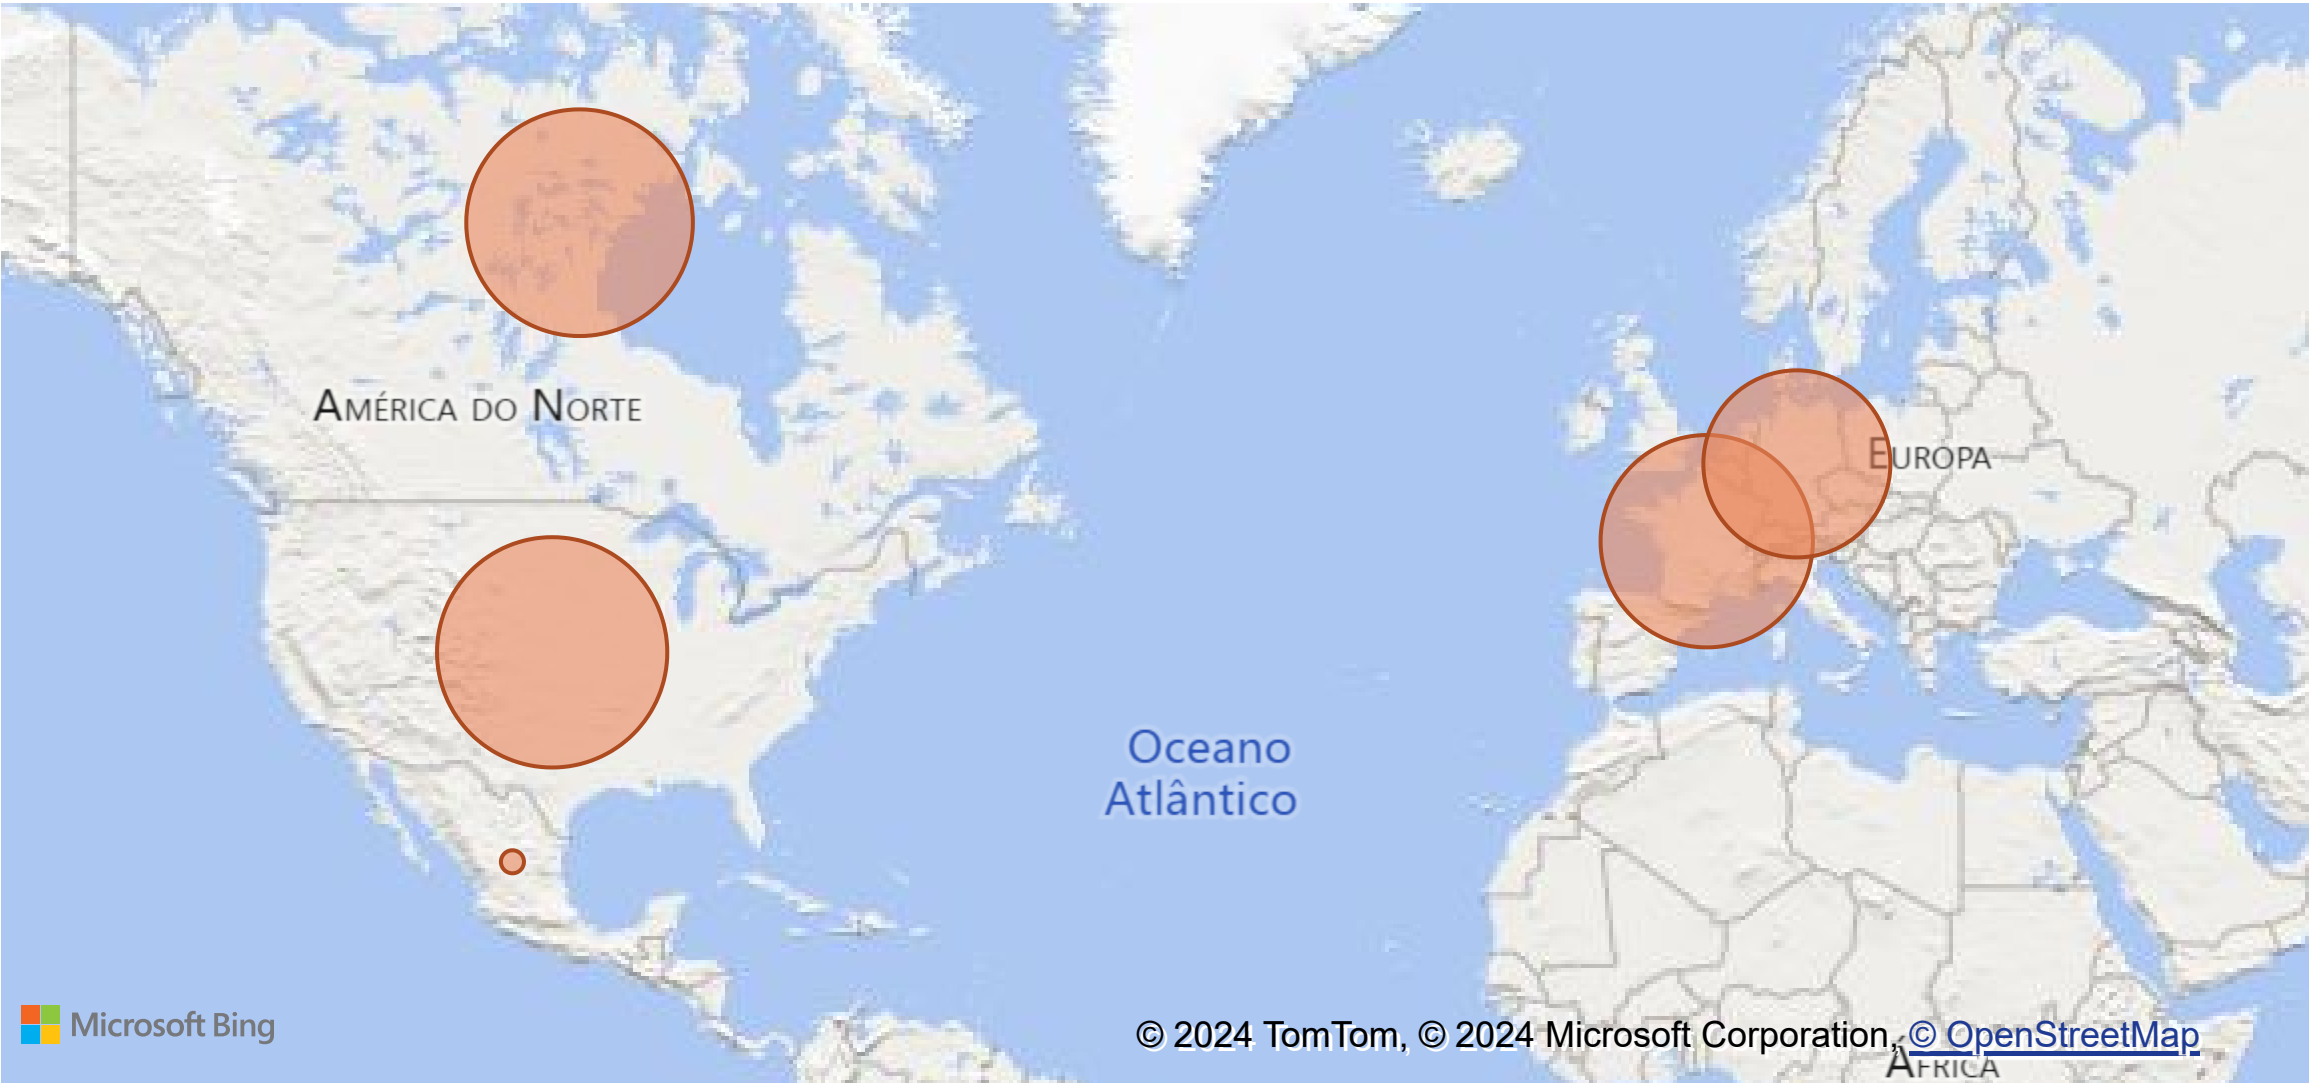 América do Norte
Europa
Oceano
Atlântico
Microsoft Bing
© 2024 TomTom, © 2024 Microsoft Corporation, © OpenStreetMap
África